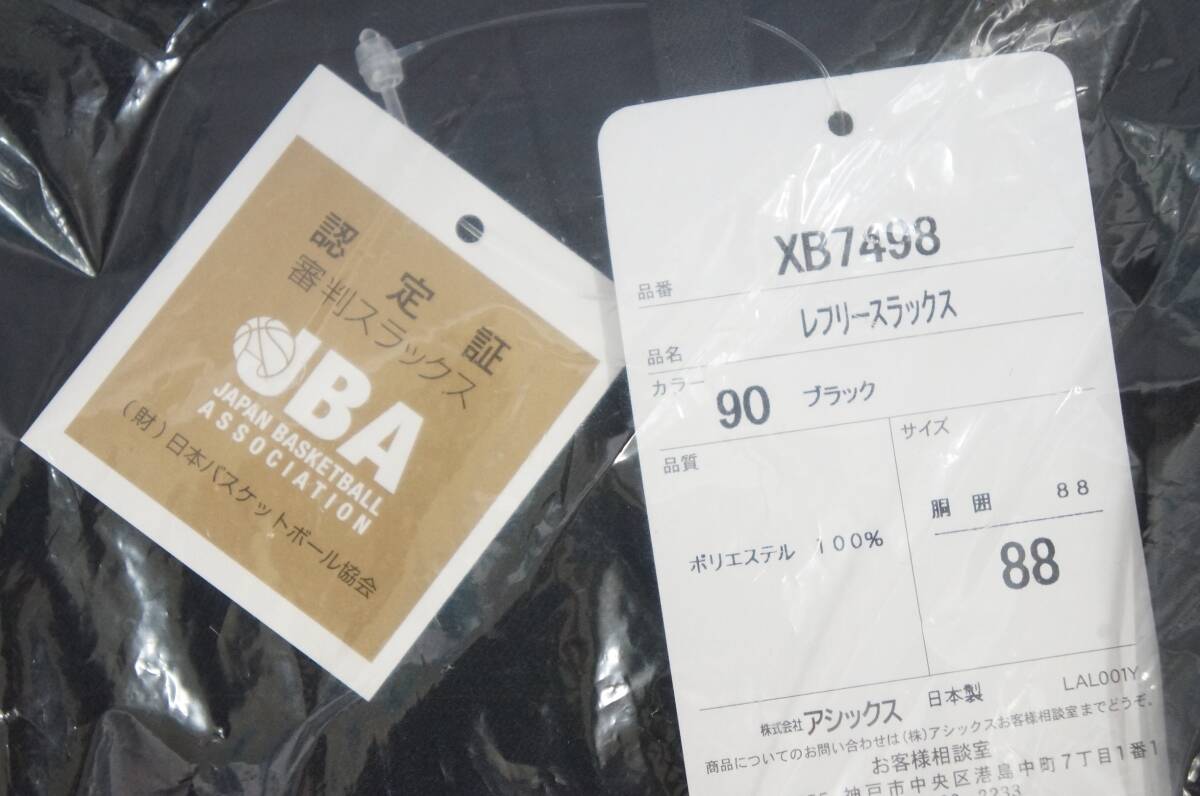 認定証
審判スラックス
JBA
JAPAN BASKETBALL
ASSOCIATION
(財)日本バスケットボール協会
品番 XB7498
品名 レフリースラックス
カラー 90 ブラック
品質
ポリエステル 100%
サイズ
胴囲 88
88
株式会社アシックス 日本製 LAL001Y
商品についてのお問い合わせは(株)アシックスお客様相談室までどうぞ。
お客様相談室
神戸市中央区港島中町7丁目1番1
2233